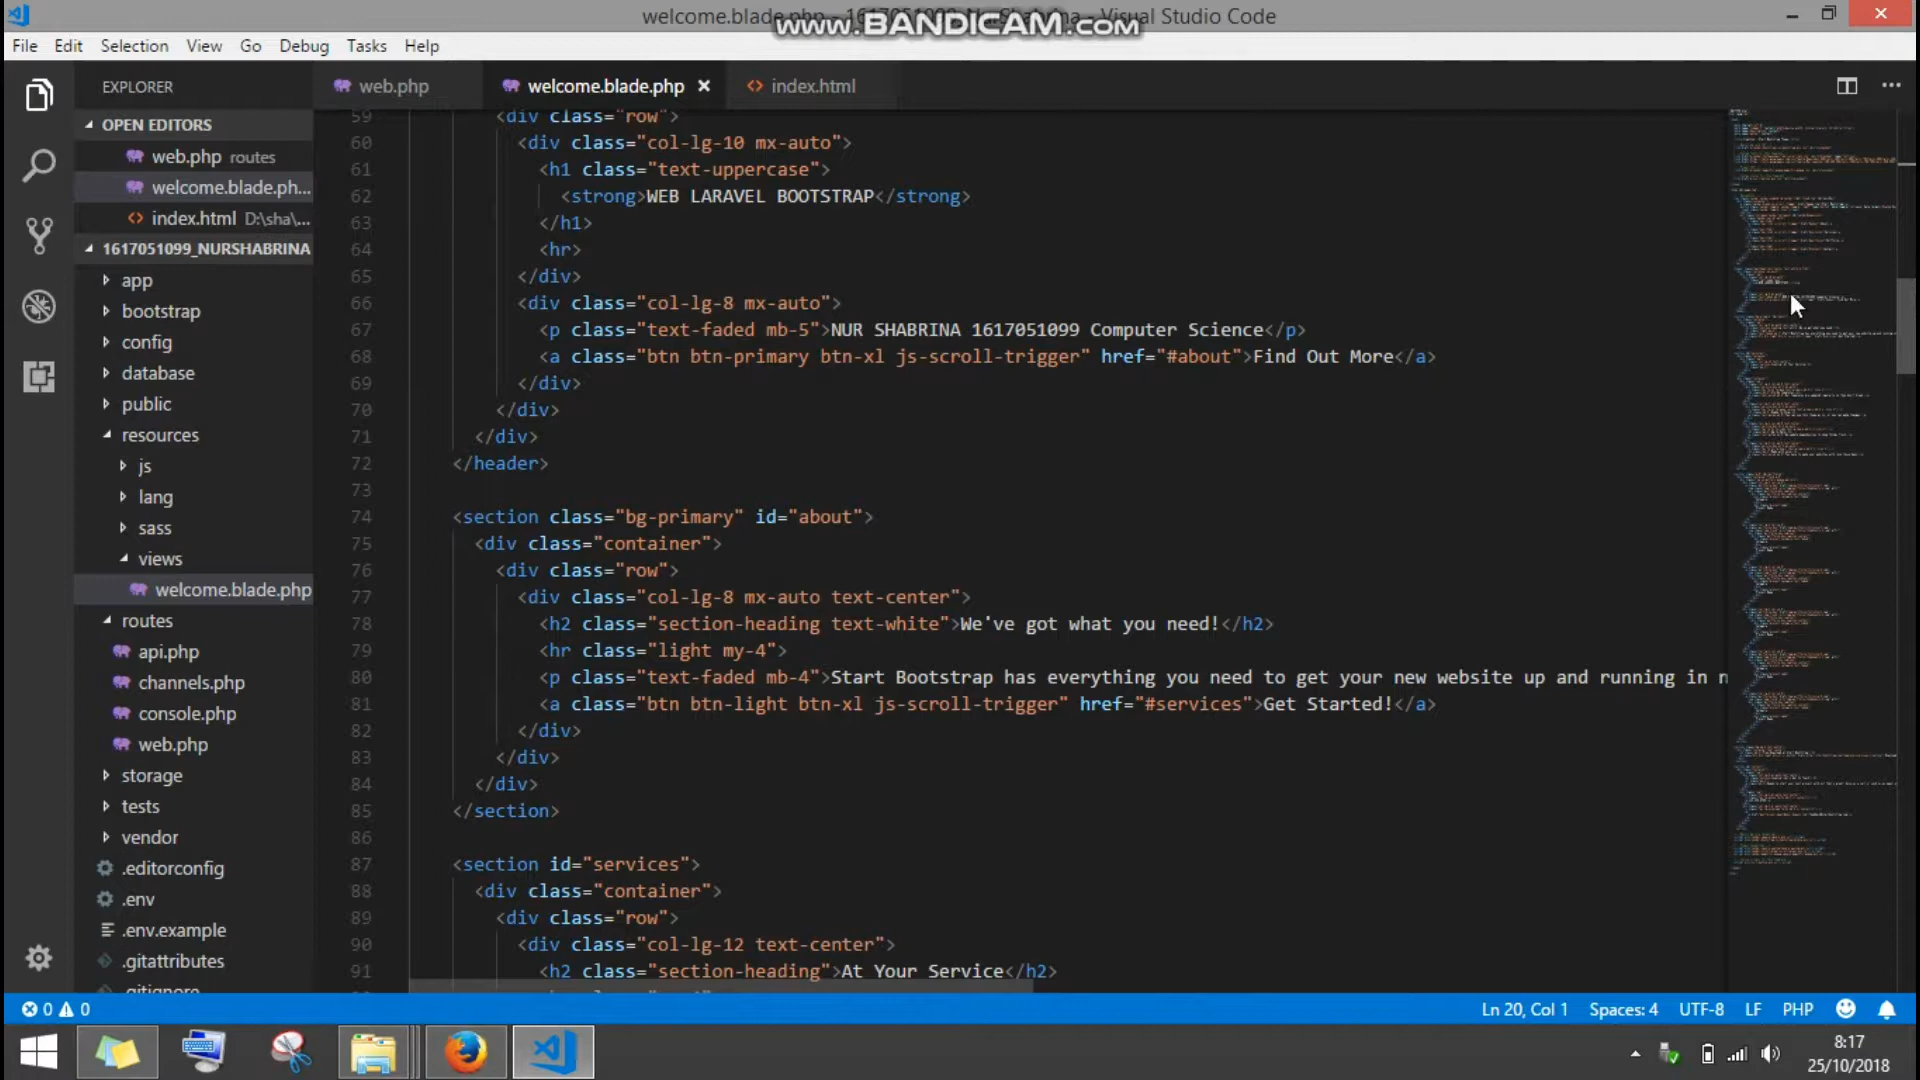 welcome.blade.php - 1617051099_NurShabrina - Visual Studio Code
www.BANDICAM.com
File Edit Selection View Go Debug Tasks Help
EXPLORER
web.php welcome.blade.php index.html
OPEN EDITORS
web.php routes
welcome.blade.ph...
index.html D:\sha\...
1617051099_NURSHABRINA
app
bootstrap
config
database
public
resources
js
lang
sass
views
welcome.blade.php
routes
api.php
channels.php
console.php
web.php
storage
tests
vendor
.editorconfig
.env
.env.example
.gitattributes
.gitignore
59 <div class="row">
60 <div class="col-lg-10 mx-auto">
61 <h1 class="text-uppercase">
62 <strong>WEB LARAVEL BOOTSTRAP</strong>
63 </h1>
64 <hr>
65 </div>
66 <div class="col-lg-8 mx-auto">
67 <p class="text-faded mb-5">NUR SHABRINA 1617051099 Computer Science</p>
68 <a class="btn btn-primary btn-xl js-scroll-trigger" href="#about">Find Out More</a>
69 </div>
70 </div>
71 </div>
72 </header>
73
74 <section class="bg-primary" id="about">
75 <div class="container">
76 <div class="row">
77 <div class="col-lg-8 mx-auto text-center">
78 <h2 class="section-heading text-white">We've got what you need!</h2>
79 <hr class="light my-4">
80 <p class="text-faded mb-4">Start Bootstrap has everything you need to get your new website up and running in n
81 <a class="btn btn-light btn-xl js-scroll-trigger" href="#services">Get Started!</a>
82 </div>
83 </div>
84 </div>
85 </section>
86
87 <section id="services">
88 <div class="container">
89 <div class="row">
90 <div class="col-lg-12 text-center">
91 <h2 class="section-heading">At Your Service</h2>
0 0
Ln 20, Col 1 Spaces: 4 UTF-8 LF PHP
8:17
25/10/2018